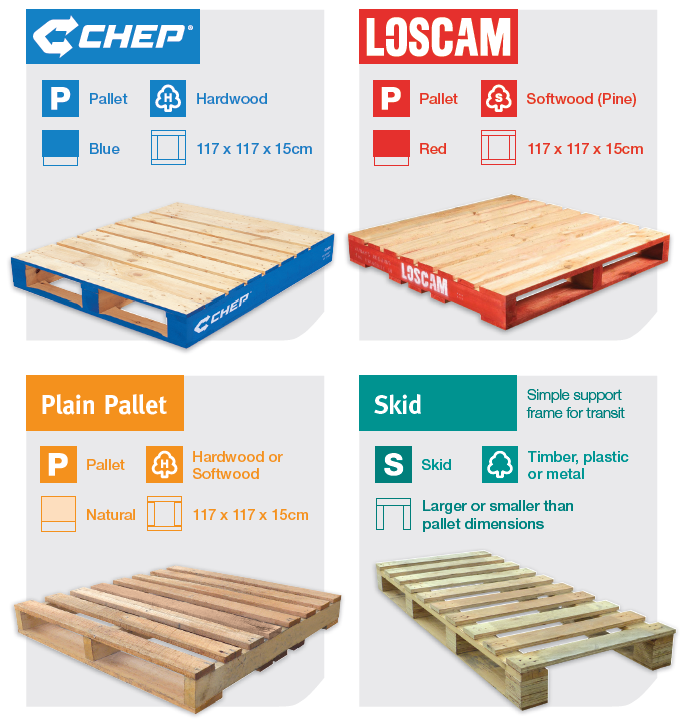 CHEP®
P Pallet
H Hardwood
Blue
117 x 117 x 15cm
CHEP
LOSCAM
P Pallet
S Softwood (Pine)
Red
117 x 117 x 15cm
LOSCAM
Plain Pallet
P Pallet
H Hardwood or
Softwood
Natural
117 x 117 x 15cm
Skid
Simple support
frame for transit
S Skid
Timber, plastic
or metal
Larger or smaller than
pallet dimensions